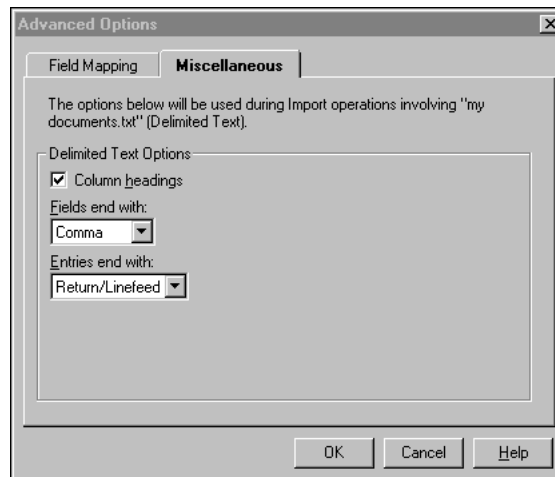 Advanced Options
Field Mapping Miscellaneous
The options below will be used during Import operations involving "my
documents.txt" (Delimited Text).
Delimited Text Options
Column headings
Fields end with:
Comma
Entries end with:
Return/Linefeed
OK Cancel Help